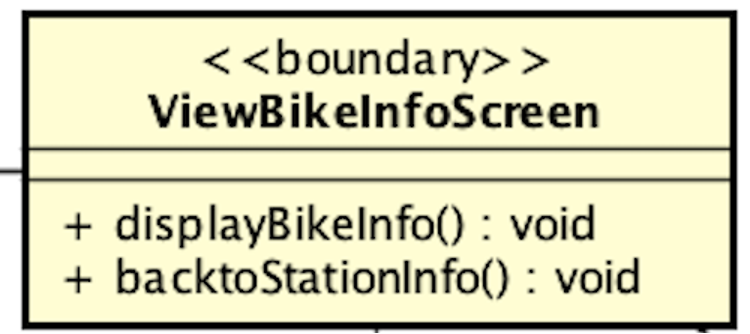 <<boundary>>
ViewBikeInfoScreen
+ displayBikeInfo() : void
+ backtoStationInfo() : void